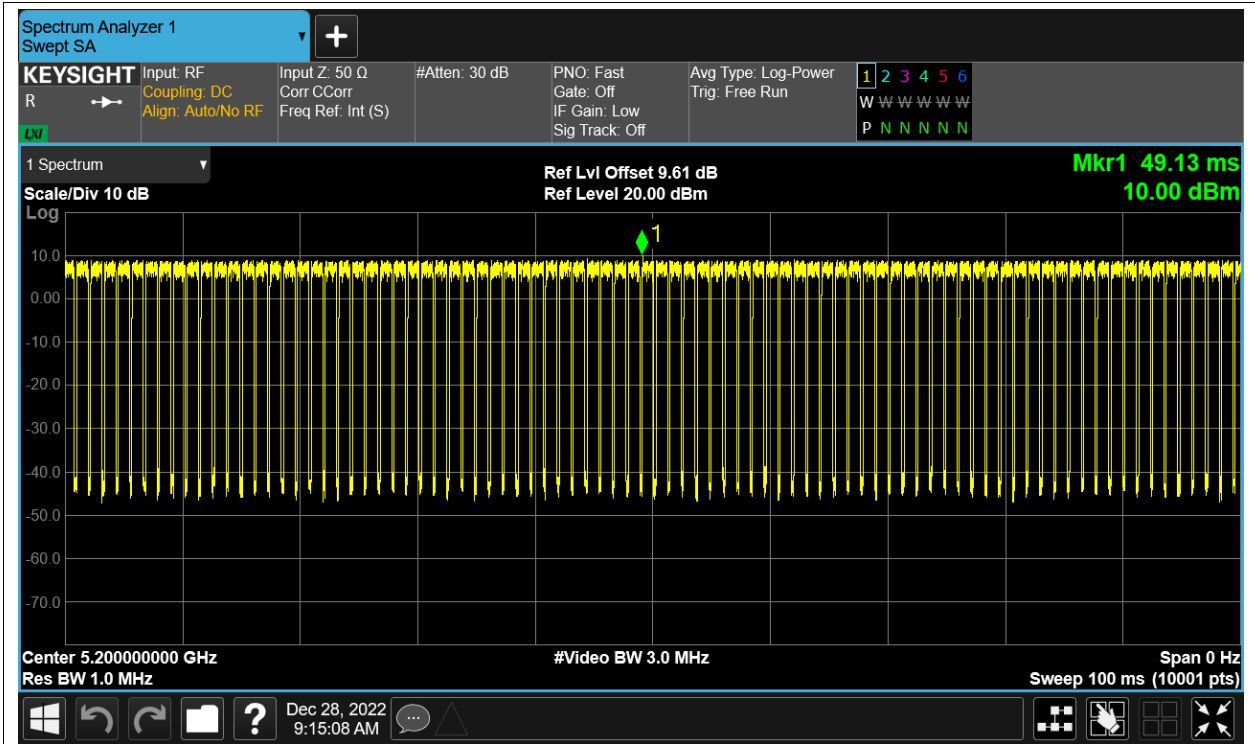 Spectrum Analyzer 1
Swept SA
KEYSIGHT
R
LXI
Input: RF
Coupling: DC
Align: Auto/No RF
Input Z: 50 Ω
Corr CCorr
Freq Ref: Int (S)
#Atten: 30 dB
PNO: Fast
Gate: Off
IF Gain: Low
Sig Track: Off
Avg Type: Log-Power
Trig: Free Run
1 2 3 4 5 6
W W W W W W
P N N N N N
1 Spectrum
Scale/Div 10 dB
Log
Ref Lvl Offset 9.61 dB
Ref Level 20.00 dBm
Mkr1 49.13 ms
10.00 dBm
1
10.0
0.00
-10.0
-20.0
-30.0
-40.0
-50.0
-60.0
-70.0
Center 5.200000000 GHz
Res BW 1.0 MHz
#Video BW 3.0 MHz
Span 0 Hz
Sweep 100 ms (10001 pts)
?
Dec 28, 2022
9:15:08 AM